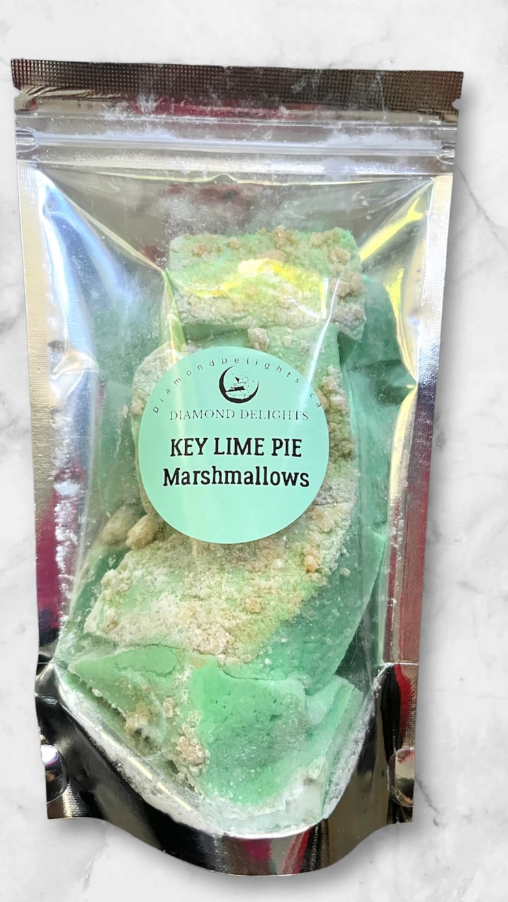 DiamondDelights.ca
DIAMOND DELIGHTS
KEY LIME PIE
Marshmallows